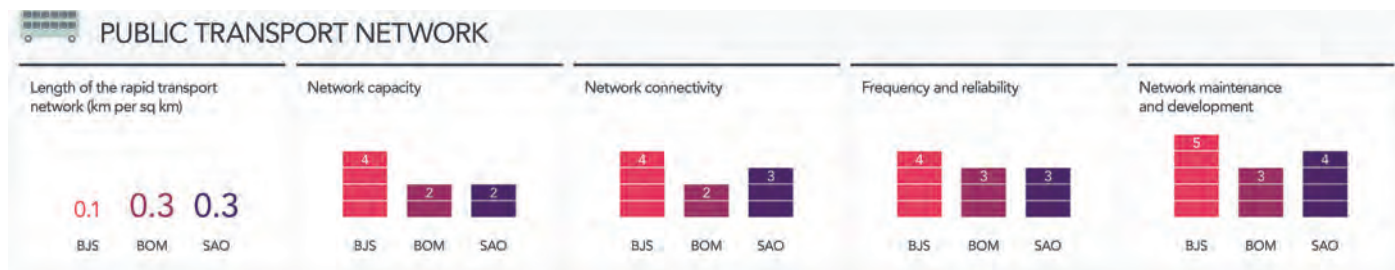 PUBLIC TRANSPORT NETWORK
Length of the rapid transport
network (km per sq km)
0.1 0.3 0.3
BJS BOM SAO
Network capacity
4 2 2
BJS BOM SAO
Network connectivity
4 2 3
BJS BOM SAO
Frequency and reliability
4 3 3
BJS BOM SAO
Network maintenance
and development
5 3 4
BJS BOM SAO